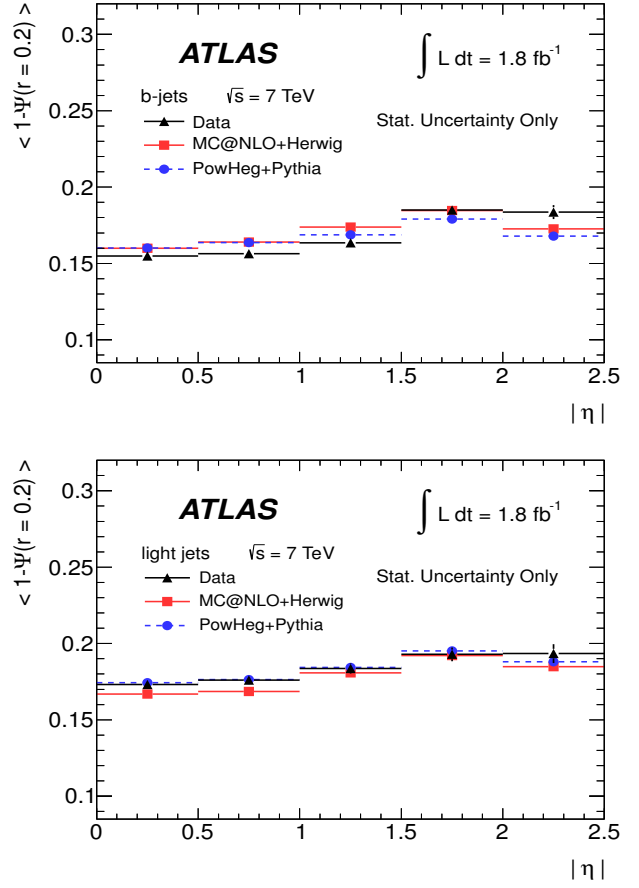 < 1-Ψ(r = 0.2) >
0.3
0.25
0.2
0.15
0.1
ATLAS
∫ L dt = 1.8 fb⁻¹
b-jets √s = 7 TeV
Stat. Uncertainty Only
Data
MC@NLO+Herwig
PowHeg+Pythia
0 0.5 1 1.5 2 2.5
| η |
< 1-Ψ(r = 0.2) >
0.3
0.25
0.2
0.15
0.1
ATLAS
∫ L dt = 1.8 fb⁻¹
light jets √s = 7 TeV
Stat. Uncertainty Only
Data
MC@NLO+Herwig
PowHeg+Pythia
0 0.5 1 1.5 2 2.5
| η |